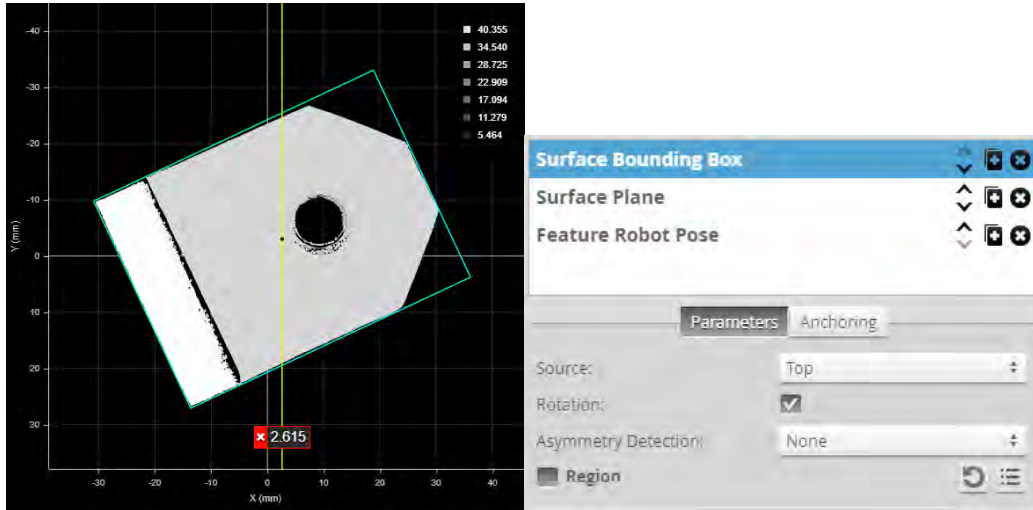 -40
-30
-20
-10
0
10
20
30
Y (mm)
40.355
34.540
28.725
22.909
17.094
11.279
5.464
× 2.615
-30
-20
-10
0
10
20
30
40
X (mm)
Surface Bounding Box
Surface Plane
Feature Robot Pose
Parameters
Anchoring
Source:
Top
Rotation:
Asymmetry Detection:
None
Region